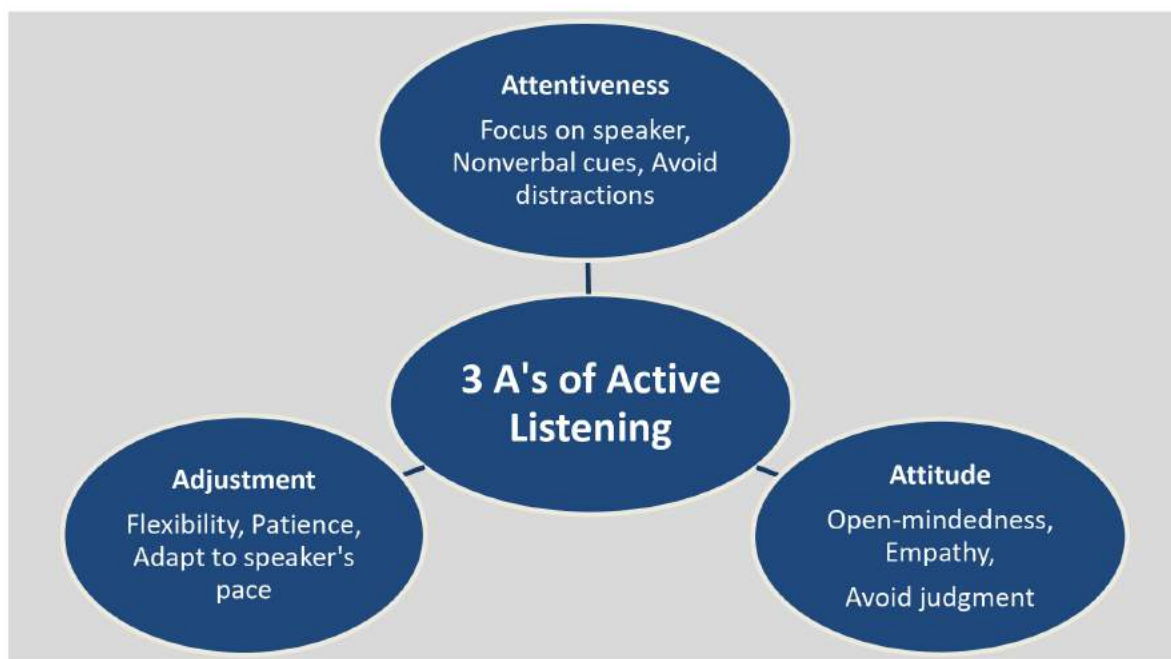 Attentiveness
Focus on speaker,
Nonverbal cues, Avoid
distractions
3 A's of Active
Listening
Adjustment
Flexibility, Patience,
Adapt to speaker's
pace
Attitude
Open-mindedness,
Empathy,
Avoid judgment